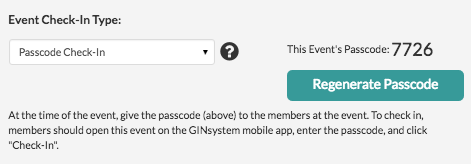 Event Check-In Type:
Passcode Check-In
?
This Event's Passcode: 7726
Regenerate Passcode
At the time of the event, give the passcode (above) to the members at the event. To check in,
members should open this event on the GINsystem mobile app, enter the passcode, and click
"Check-In".